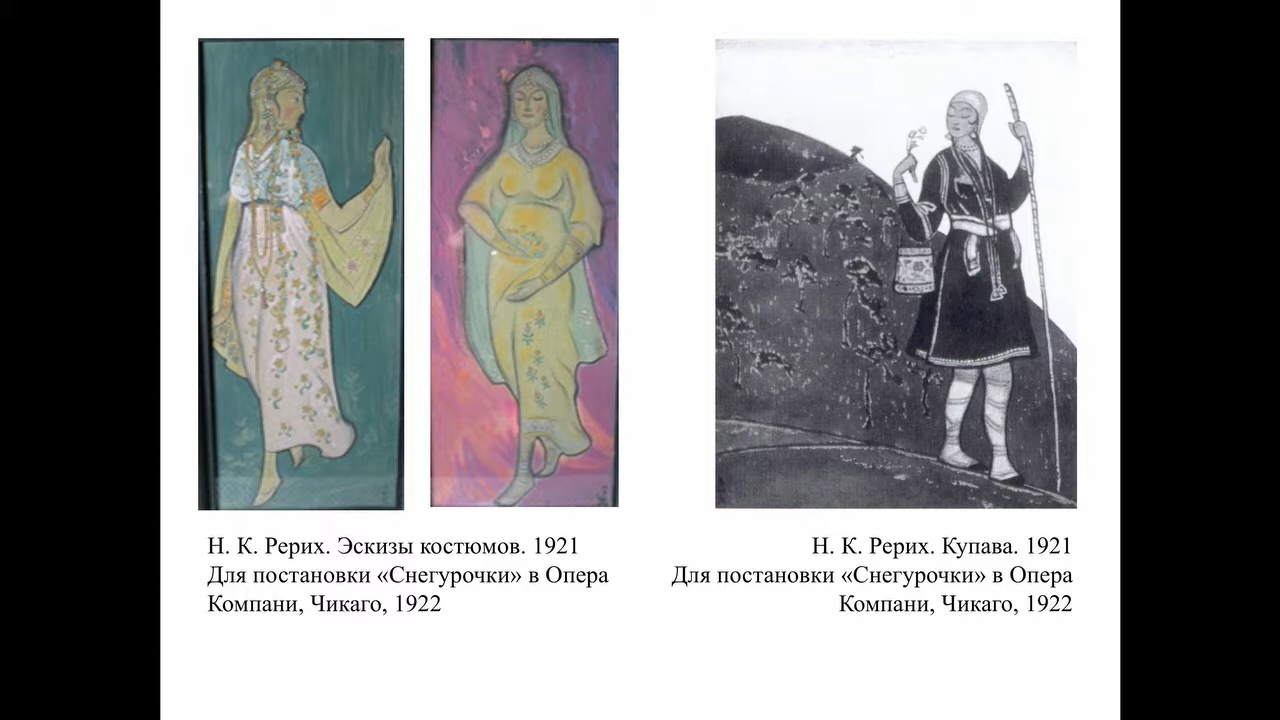 Н. К. Рерих. Эскизы костюмов. 1921
Для постановки «Снегурочки» в Опера
Компани, Чикаго, 1922
Н. К. Рерих. Купава. 1921
Для постановки «Снегурочки» в Опера
Компани, Чикаго, 1922